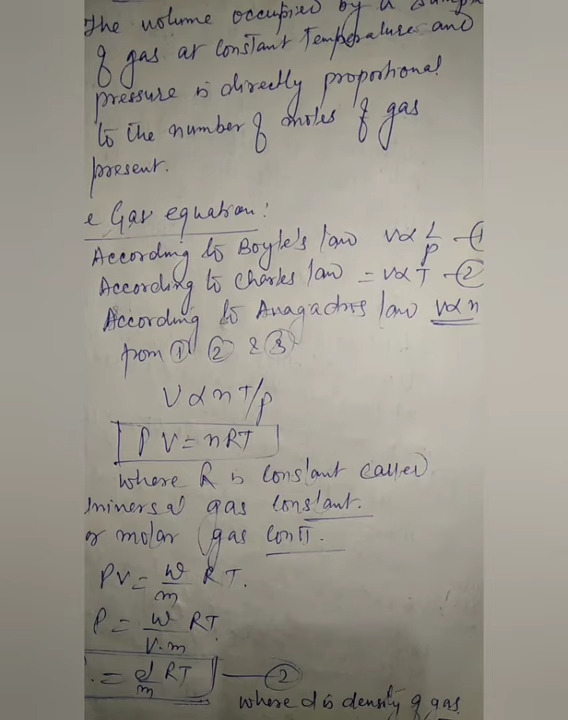 The volume occupied by a sample
of gas at constant Temperature and
pressure is directly proportional
to the number of moles of gas
present.
e Gas equation:
According to Boyle's law V∝ 1/P -①
According to Charles law = V∝ T -②
According to Avagadros law V∝ n
from ① ② & ③
V ∝ n T/P
PV = nRT
where R is constant called
Universal gas constant.
or molar gas const.
PV = w/m RT.
P = w/V.m RT
= d/m RT -②
where d is density of gas.